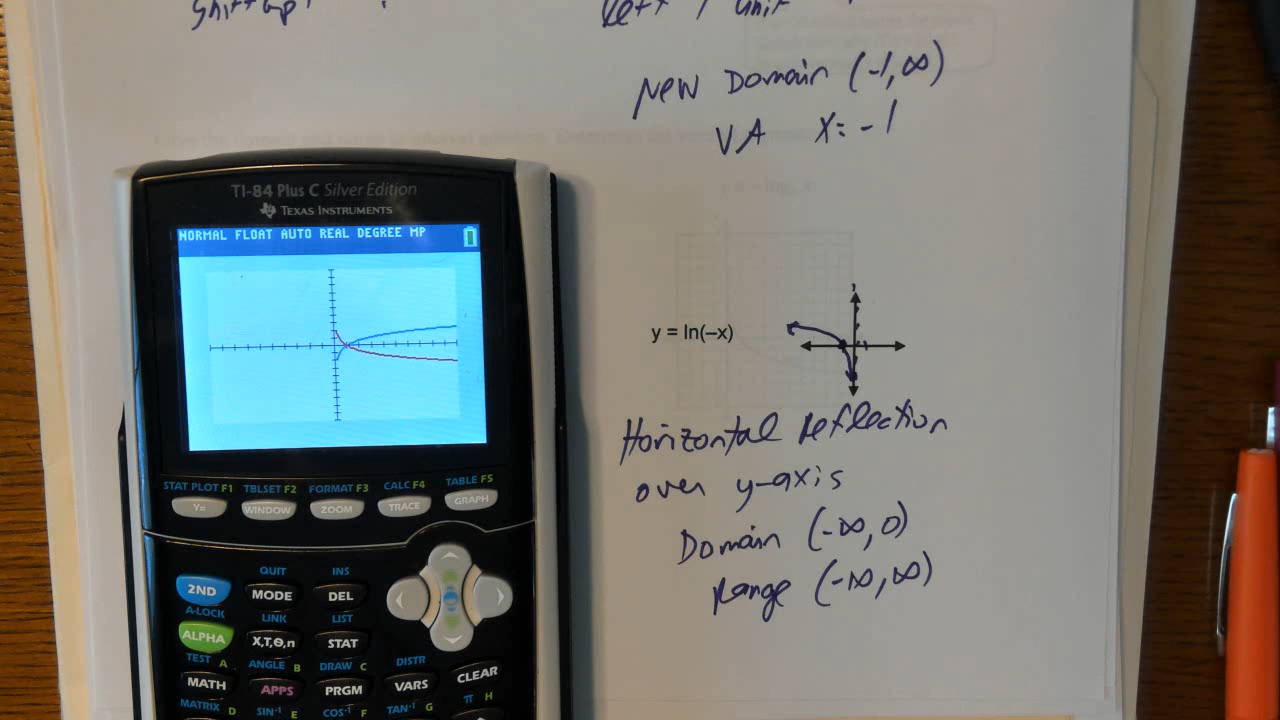 shift up 1
left 1 unit
New Domain (-1,∞)
VA X=-1
TI-84 Plus C Silver Edition
TEXAS INSTRUMENTS
NORMAL FLOAT AUTO REAL DEGREE MP
y = ln(–x)
Horizontal Reflection
over y-axis
Domain (-∞,0)
Range (-∞,∞)
STAT PLOT F1 TBLSET F2 FORMAT F3 CALC F4 TABLE F5
Y= WINDOW ZOOM TRACE GRAPH
QUIT INS
2ND MODE DEL
A-LOCK LINK LIST
ALPHA X,T,Θ,n STAT
TEST A ANGLE B DRAW C DISTR
MATH APPS PRGM VARS CLEAR
MATRIX D SIN⁻¹ E COS⁻¹ F TAN⁻¹ G π H